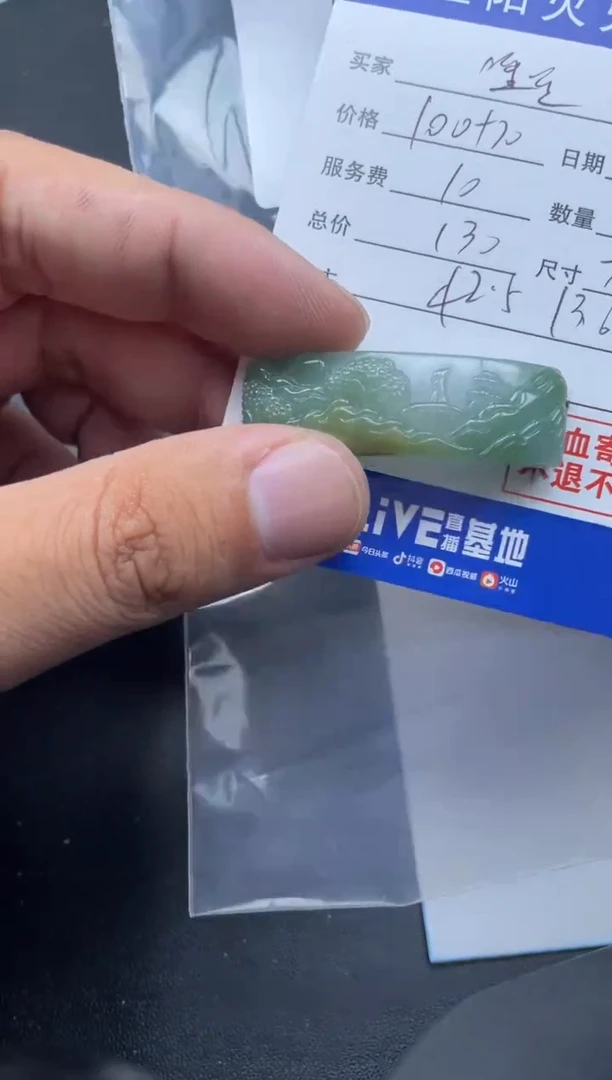 买家
价格 100+20 日期
服务费 10 数量
总价 130 尺寸
42.5 136
血寄
不退不
LIVE直播基地
今日头条 抖音 西瓜视频 火山